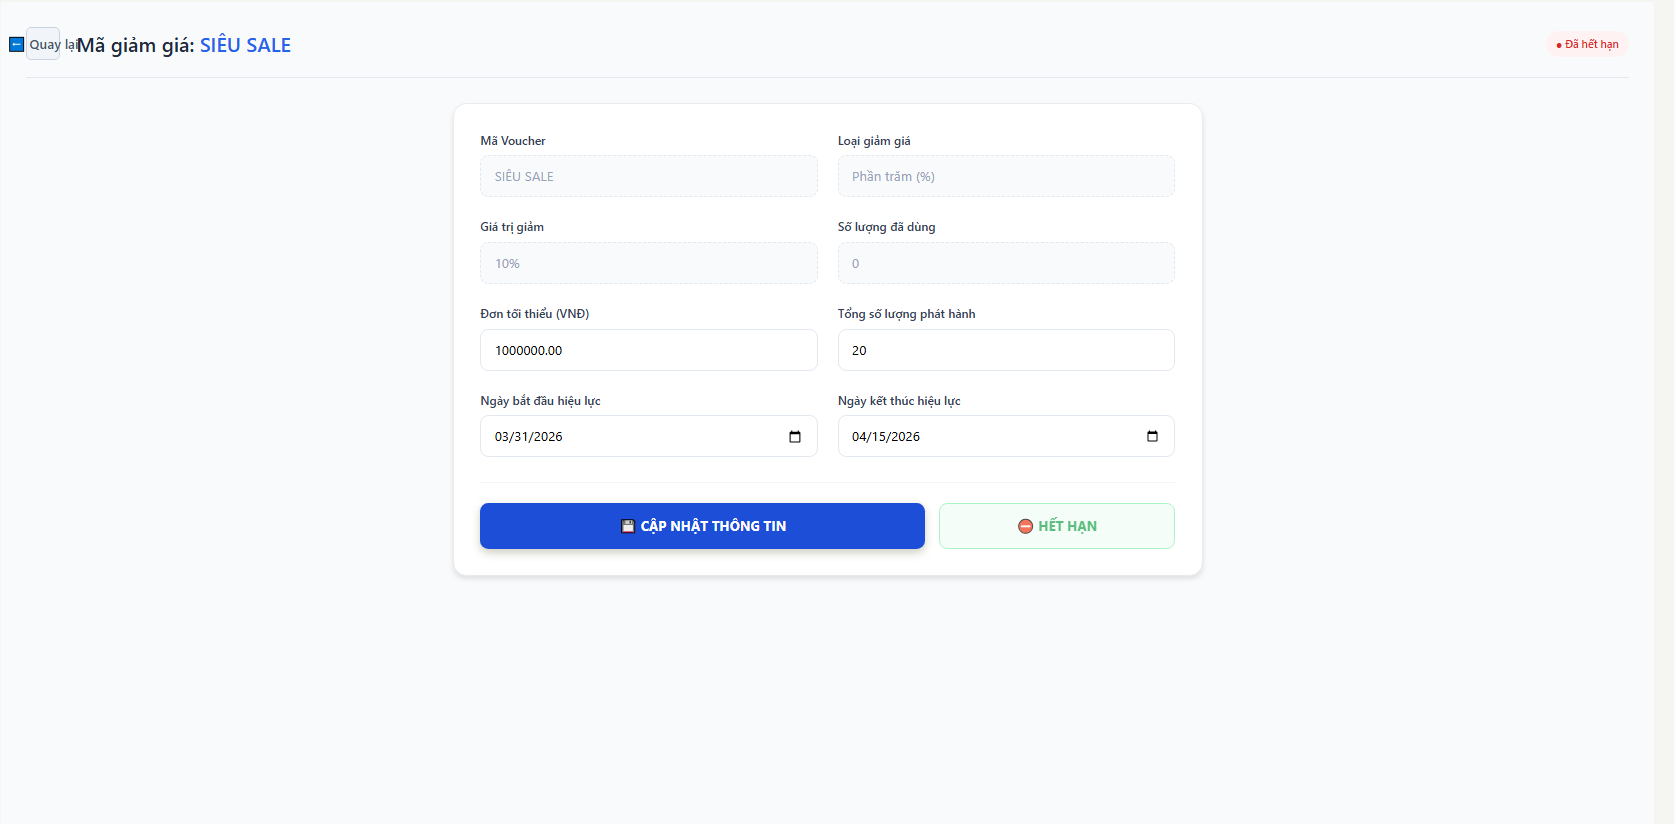 Quay lại
Mã giảm giá: SIÊU SALE
Đã hết hạn
Mã Voucher
Loại giảm giá
SIÊU SALE
Phần trăm (%)
Giá trị giảm
Số lượng đã dùng
10%
0
Đơn tối thiểu (VNĐ)
Tổng số lượng phát hành
1000000.00
20
Ngày bắt đầu hiệu lực
Ngày kết thúc hiệu lực
03/31/2026
04/15/2026
CẬP NHẬT THÔNG TIN
HẾT HẠN